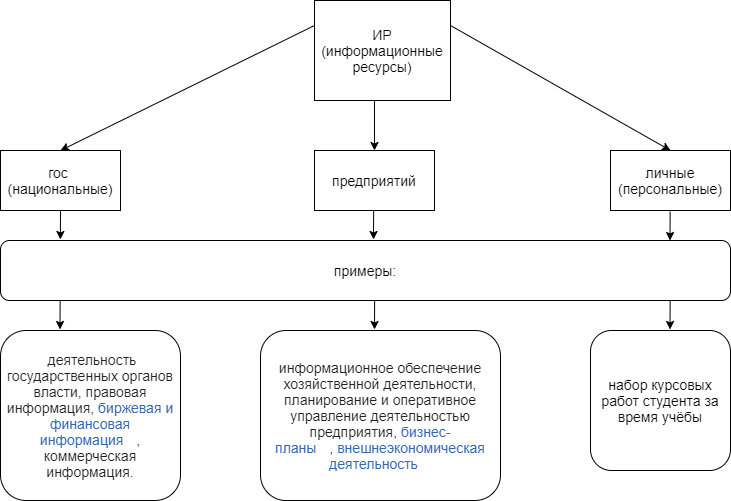 ИР
(информационные
ресурсы)
гос
(национальные)
предприятий
личные
(персональные)
примеры:
деятельность
государственных органов
власти, правовая
информация, биржевая и
финансовая
информация ,
коммерческая
информация.
информационное обеспечение
хозяйственной деятельности,
планирование и оперативное
управление деятельностью
предприятия, бизнес-
планы , внешнеэкономическая
деятельность
набор курсовых
работ студента за
время учёбы